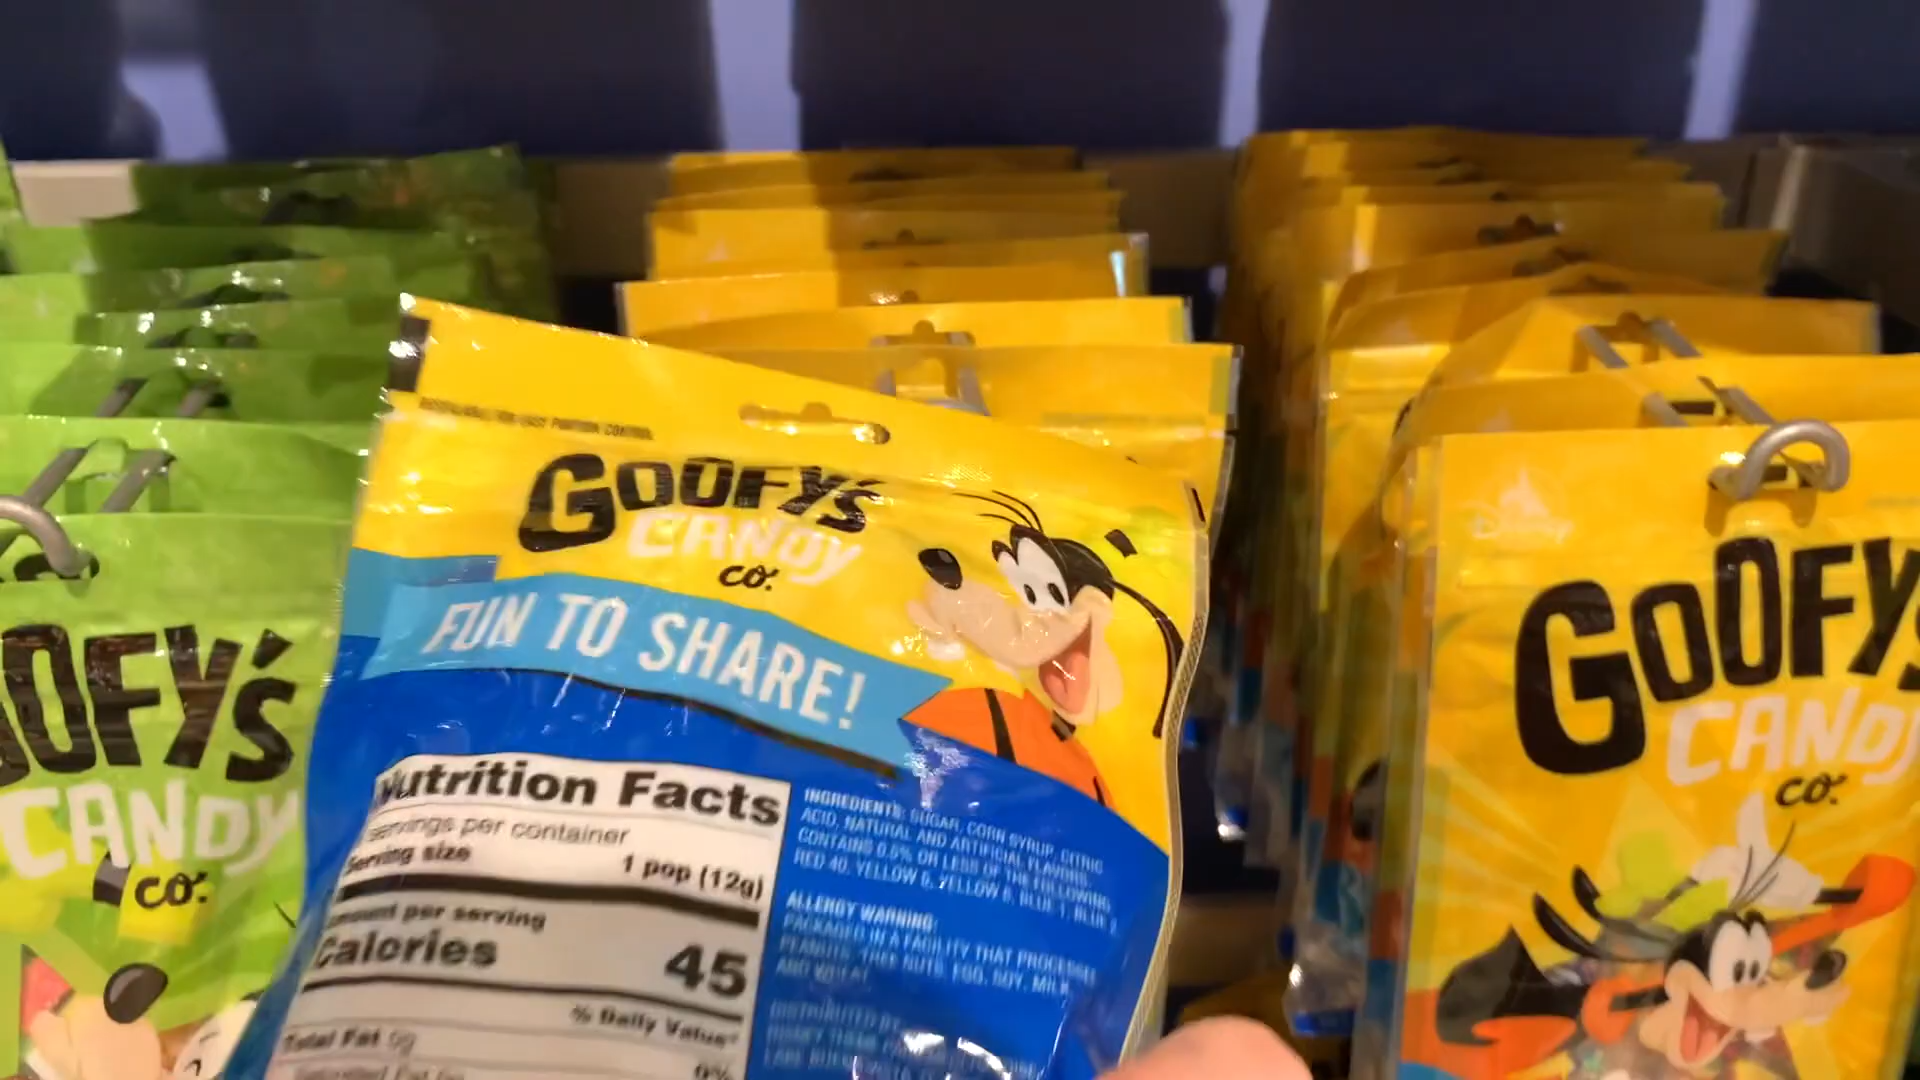 GOOFY'S
CANDY
CO.
FUN TO SHARE!
Nutrition Facts
servings per container
Serving size 1 pop (12g)
Amount per serving
Calories 45
% Daily Value*
Total Fat 0g 0%
INGREDIENTS: SUGAR, CORN SYRUP, CITRIC
ACID, NATURAL AND ARTIFICIAL FLAVORS.
CONTAINS 0.5% OR LESS OF THE FOLLOWING:
RED 40, YELLOW 5, YELLOW 6, BLUE 1, BLUE 2.
ALLERGY WARNING:
PACKAGED IN A FACILITY THAT PROCESSES
PEANUTS, TREE NUTS, EGG, SOY, MILK
AND WHEAT.
DISTRIBUTED BY
OOFY'S
CANDY
CO.
Disney
GOOFY'S
CANDY
CO.